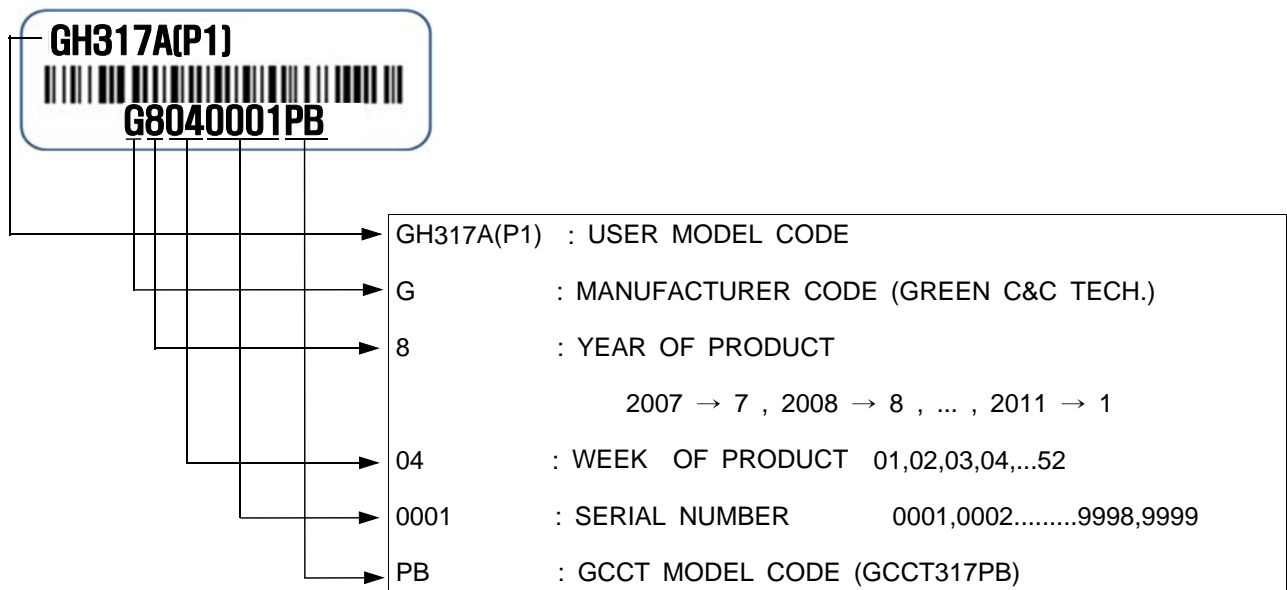 GH317A(P1)
G8040001PB
GH317A(P1) : USER MODEL CODE
G : MANUFACTURER CODE (GREEN C&C TECH.)
8 : YEAR OF PRODUCT
2007 → 7 , 2008 → 8 , ... , 2011 → 1
04 : WEEK OF PRODUCT 01,02,03,04,...52
0001 : SERIAL NUMBER 0001,0002.........9998,9999
PB : GCCT MODEL CODE (GCCT317PB)